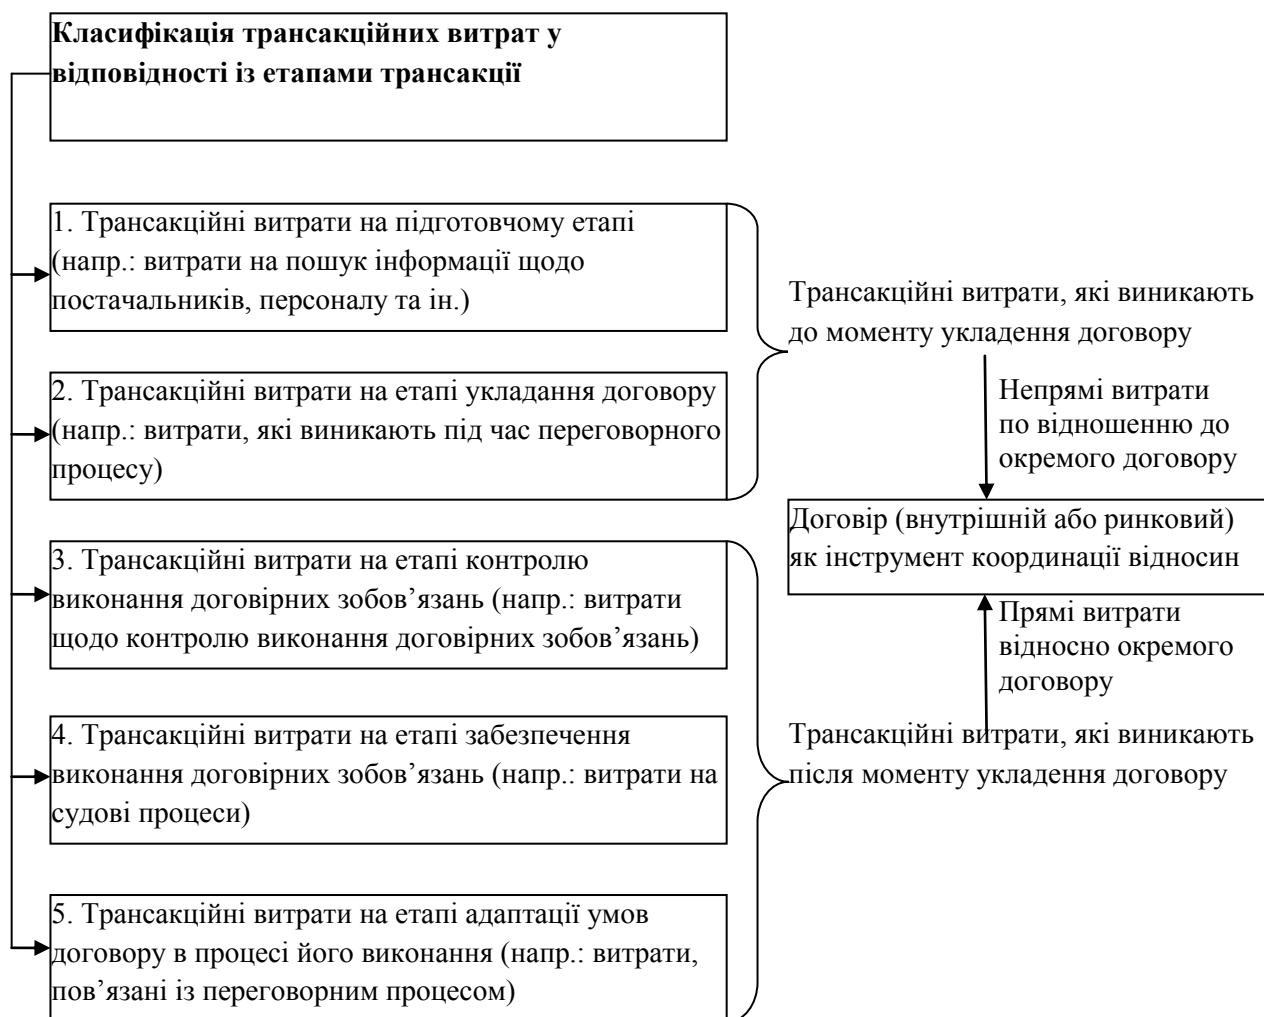 Класифікація трансакційних витрат у
відповідності із етапами трансакції
1. Трансакційні витрати на підготовчому етапі
(напр.: витрати на пошук інформації щодо
постачальників, персоналу та ін.)
2. Трансакційні витрати на етапі укладання договору
(напр.: витрати, які виникають під час переговорного
процесу)
3. Трансакційні витрати на етапі контролю
виконання договірних зобов’язань (напр.: витрати
щодо контролю виконання договірних зобов’язань)
4. Трансакційні витрати на етапі забезпечення
виконання договірних зобов’язань (напр.: витрати на
судові процеси)
5. Трансакційні витрати на етапі адаптації умов
договору в процесі його виконання (напр.: витрати,
пов’язані із переговорним процесом)
Трансакційні витрати, які виникають
до моменту укладення договору
Непрямі витрати
по відношенню до
окремого договору
Договір (внутрішній або ринковий)
як інструмент координації відносин
Прямі витрати
відносно окремого
договору
Трансакційні витрати, які виникають
після моменту укладення договору